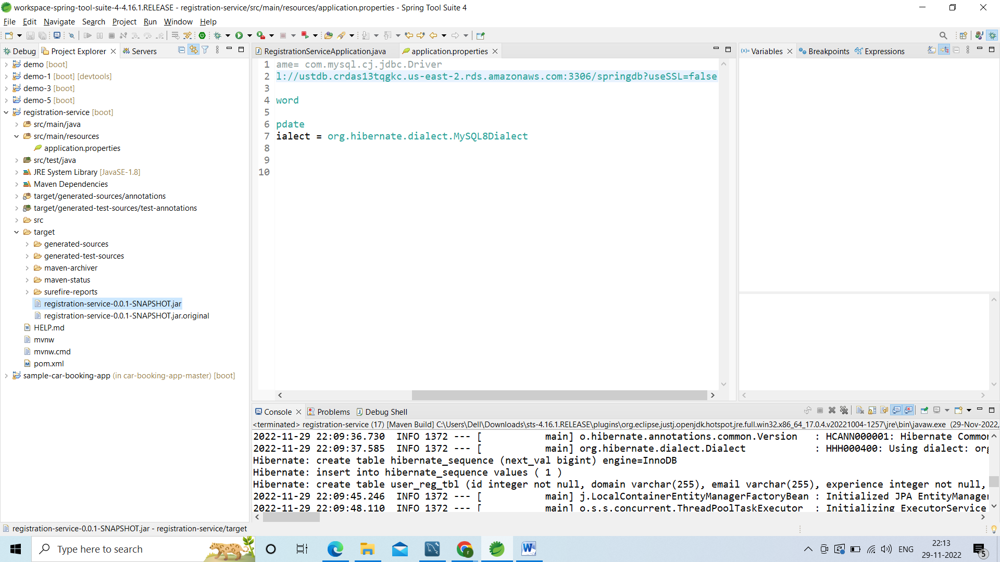 workspace-spring-tool-suite-4-4.16.1.RELEASE - registration-service/src/main/resources/application.properties - Spring Tool Suite 4
File Edit Navigate Search Project Run Window Help
Debug Project Explorer Servers
demo [boot]
demo-1 [boot] [devtools]
demo-3 [boot]
demo-5 [boot]
registration-service [boot]
src/main/java
src/main/resources
application.properties
src/test/java
JRE System Library [JavaSE-1.8]
Maven Dependencies
target/generated-sources/annotations
target/generated-test-sources/test-annotations
src
target
generated-sources
generated-test-sources
maven-archiver
maven-status
surefire-reports
registration-service-0.0.1-SNAPSHOT.jar
registration-service-0.0.1-SNAPSHOT.jar.original
HELP.md
mvnw
mvnw.cmd
pom.xml
sample-car-booking-app (in car-booking-app-master) [boot]
RegistrationServiceApplication.java application.properties
1 ame= com.mysql.cj.jdbc.Driver
2 l://ustdb.crdas13tqgkc.us-east-2.rds.amazonaws.com:3306/springdb?useSSL=false
3
4 word
5
6 pdate
7 ialect = org.hibernate.dialect.MySQL8Dialect
8
9
10
(x)= Variables Breakpoints Expressions
Console Problems Debug Shell
<terminated> registration-service (17) [Maven Build] C:\Users\Dell\Downloads\sts-4.16.1.RELEASE\plugins\org.eclipse.justj.openjdk.hotspot.jre.full.win32.x86_64_17.0.4.v20221004-1257\jre\bin\javaw.exe (29-Nov-2022,
2022-11-29 22:09:36.730 INFO 1372 --- [ main] o.hibernate.annotations.common.Version : HCANN000001: Hibernate Common
2022-11-29 22:09:37.585 INFO 1372 --- [ main] org.hibernate.dialect.Dialect : HHH000400: Using dialect: org
Hibernate: create table hibernate_sequence (next_val bigint) engine=InnoDB
Hibernate: insert into hibernate_sequence values ( 1 )
Hibernate: create table user_reg_tbl (id integer not null, domain varchar(255), email varchar(255), experience integer not null,
2022-11-29 22:09:45.246 INFO 1372 --- [ main] j.LocalContainerEntityManagerFactoryBean : Initialized JPA EntityManager
2022-11-29 22:09:48.110 INFO 1372 --- [ main] o.s.s.concurrent.ThreadPoolTaskExecutor : Initializing ExecutorService
registration-service-0.0.1-SNAPSHOT.jar - registration-service/target
Type here to search
ENG
22:13
29-11-2022
5